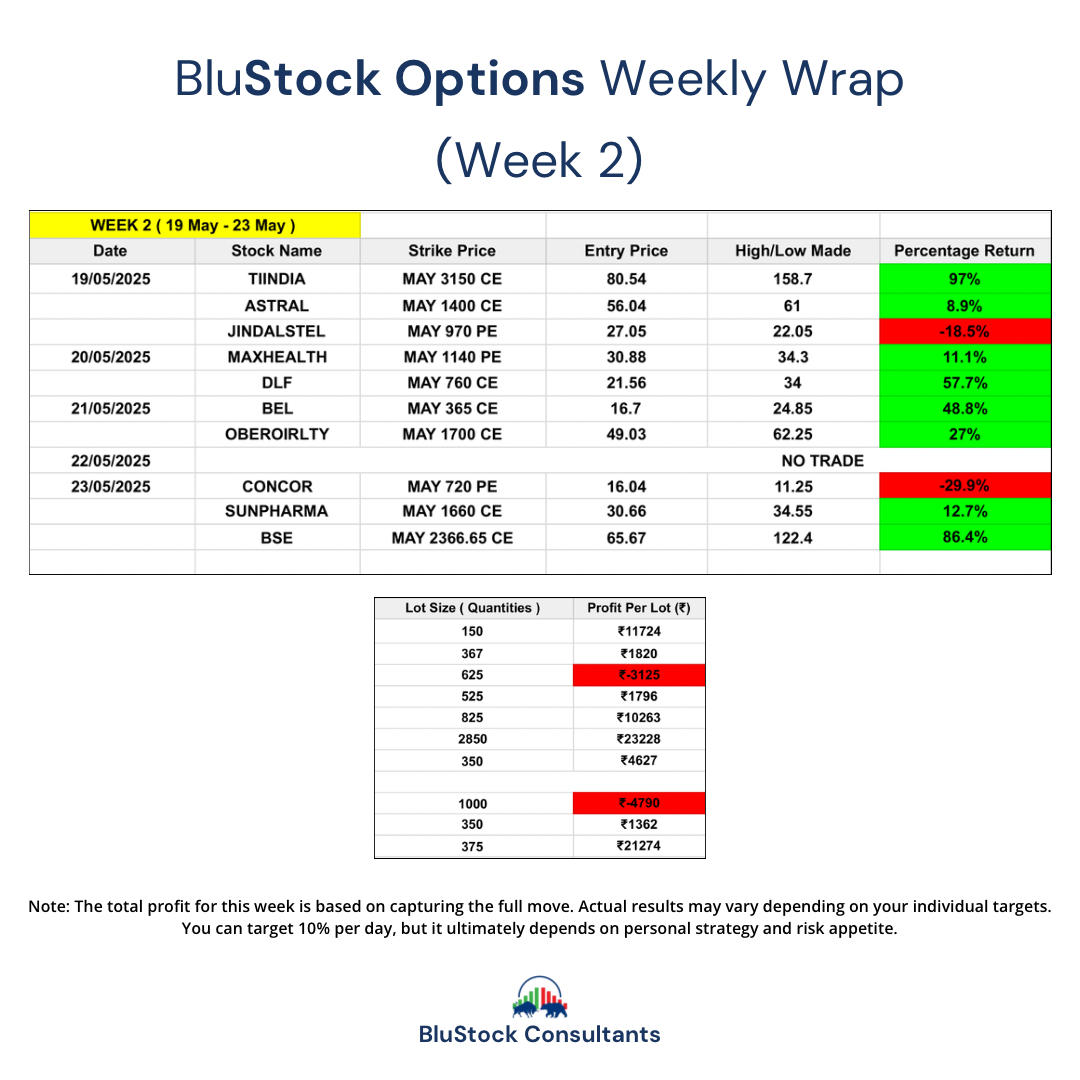 BluStock Options Weekly Wrap
(Week 2)
WEEK 2 ( 19 May - 23 May )
Date Stock Name Strike Price Entry Price High/Low Made Percentage Return
19/05/2025 TIINDIA MAY 3150 CE 80.54 158.7 97%
ASTRAL MAY 1400 CE 56.04 61 8.9%
JINDALSTEL MAY 970 PE 27.05 22.05 -18.5%
20/05/2025 MAXHEALTH MAY 1140 PE 30.88 34.3 11.1%
DLF MAY 760 CE 21.56 34 57.7%
21/05/2025 BEL MAY 365 CE 16.7 24.85 48.8%
OBEROIRLTY MAY 1700 CE 49.03 62.25 27%
22/05/2025 NO TRADE
23/05/2025 CONCOR MAY 720 PE 16.04 11.25 -29.9%
SUNPHARMA MAY 1660 CE 30.66 34.55 12.7%
BSE MAY 2366.65 CE 65.67 122.4 86.4%
Lot Size ( Quantities ) Profit Per Lot (₹)
150 ₹11724
367 ₹1820
625 ₹-3125
525 ₹1796
825 ₹10263
2850 ₹23228
350 ₹4627
1000 ₹-4790
350 ₹1362
375 ₹21274
Note: The total profit for this week is based on capturing the full move. Actual results may vary depending on your individual targets.
You can target 10% per day, but it ultimately depends on personal strategy and risk appetite.
BluStock Consultants